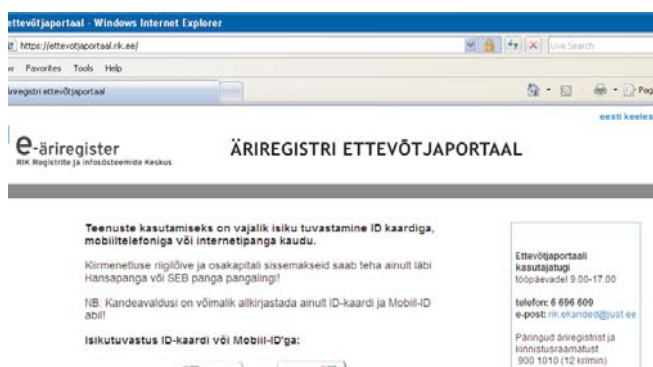 ettevõtjaportaal - Windows Internet Explorer
https://ettevotjaportaal.rik.ee/
Live Search
Favorites Tools Help
äriregistri ettevõtjaportaal
Pag
eesti keeles
e-äriregister
RIK Registrite ja Infosüsteemide Keskus
ÄRIREGISTRI ETTEVÕTJAPORTAAL
Teenuste kasutamiseks on vajalik isiku tuvastamine ID kaardiga,
mobiiltelefoniga või internetipanga kaudu.
Kiirmenetluse riigilõive ja osakapitali sissemakseid saab teha ainult läbi
Hansapanga või SEB panga pangalingi!
NB: Kandeavaldusi on võimalik allkirjastada ainult ID-kaardi ja Mobiil-ID
abil!
Isikutuvastus ID-kaardi või Mobiil-ID'ga:
Ettevõtjaportaali
kasutajatugi
tööpäevadel 9.00-17.00
telefon: 6 696 609
e-post: rik.ekanded@just.ee
Päringud äriregistrist ja
kinnistusraamatust
900 1010 (12 kr/min)